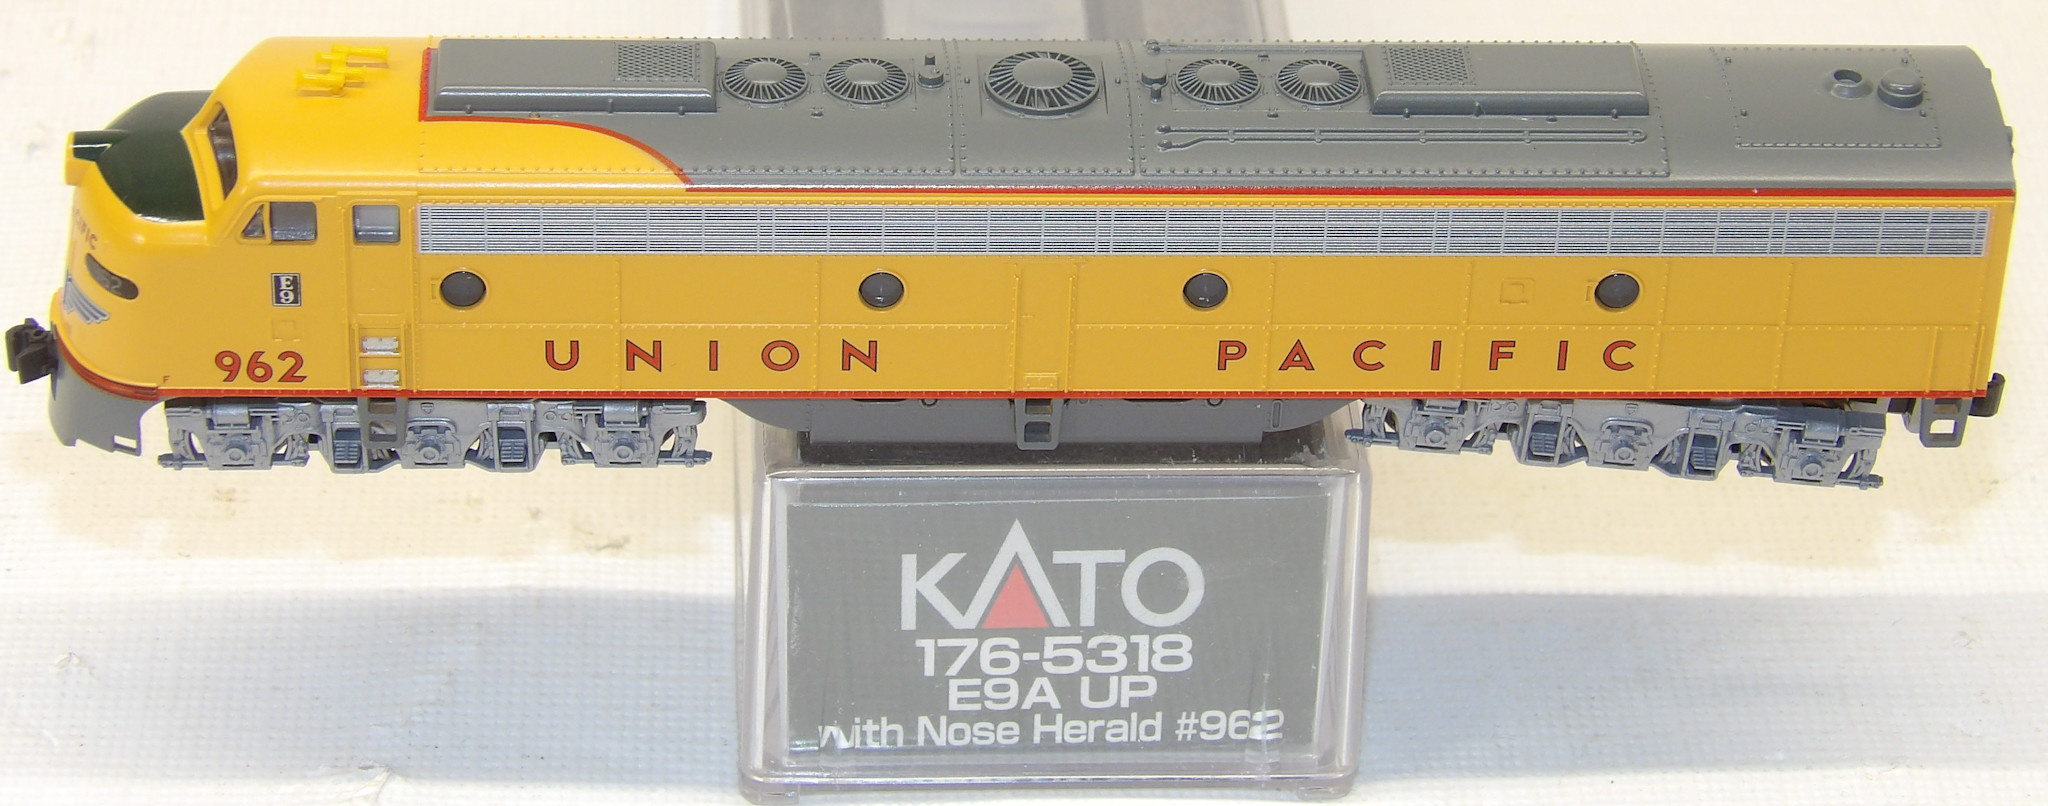 E9
962
UNION PACIFIC
F
KATO
176-5318
E9A UP
with Nose Herald #962